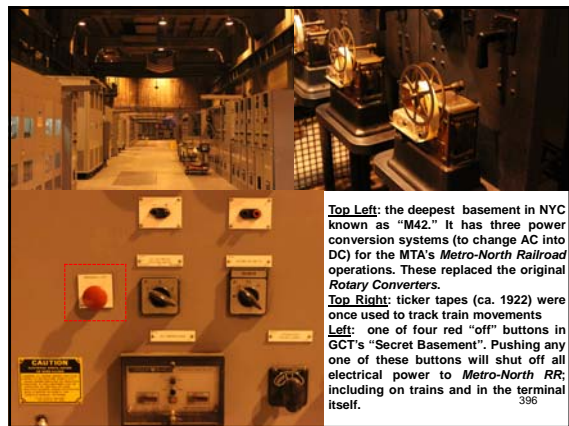 Top Left: the deepest basement in NYC
known as “M42.” It has three power
conversion systems (to change AC into
DC) for the MTA’s Metro-North Railroad
operations. These replaced the original
Rotary Converters.
Top Right: ticker tapes (ca. 1922) were
once used to track train movements
Left: one of four red “off” buttons in
GCT’s “Secret Basement”. Pushing any
one of these buttons will shut off all
electrical power to Metro-North RR;
including on trains and in the terminal
itself.
396
CAUTION